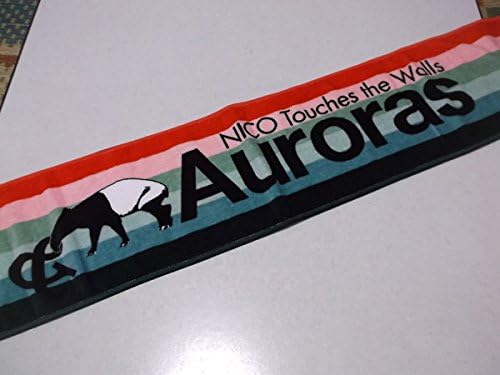 NICO Touches the Walls
Auroras